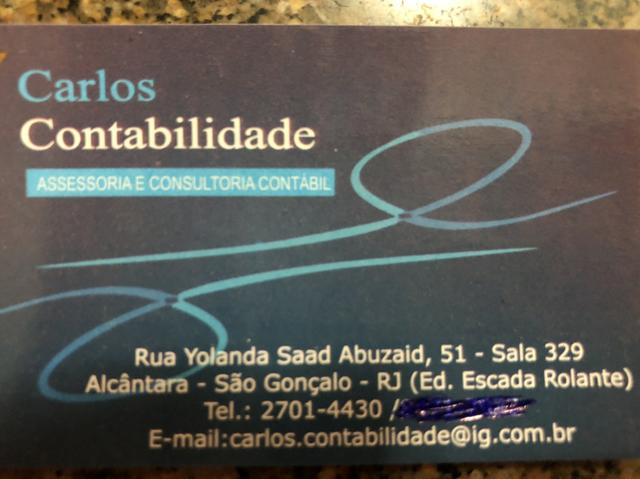 Carlos
Contabilidade
ASSESSORIA E CONSULTORIA CONTÁBIL
Rua Yolanda Saad Abuzaid, 51 - Sala 329
Alcântara - São Gonçalo - RJ (Ed. Escada Rolante)
Tel.: 2701-4430 /
E-mail:carlos.contabilidade@ig.com.br